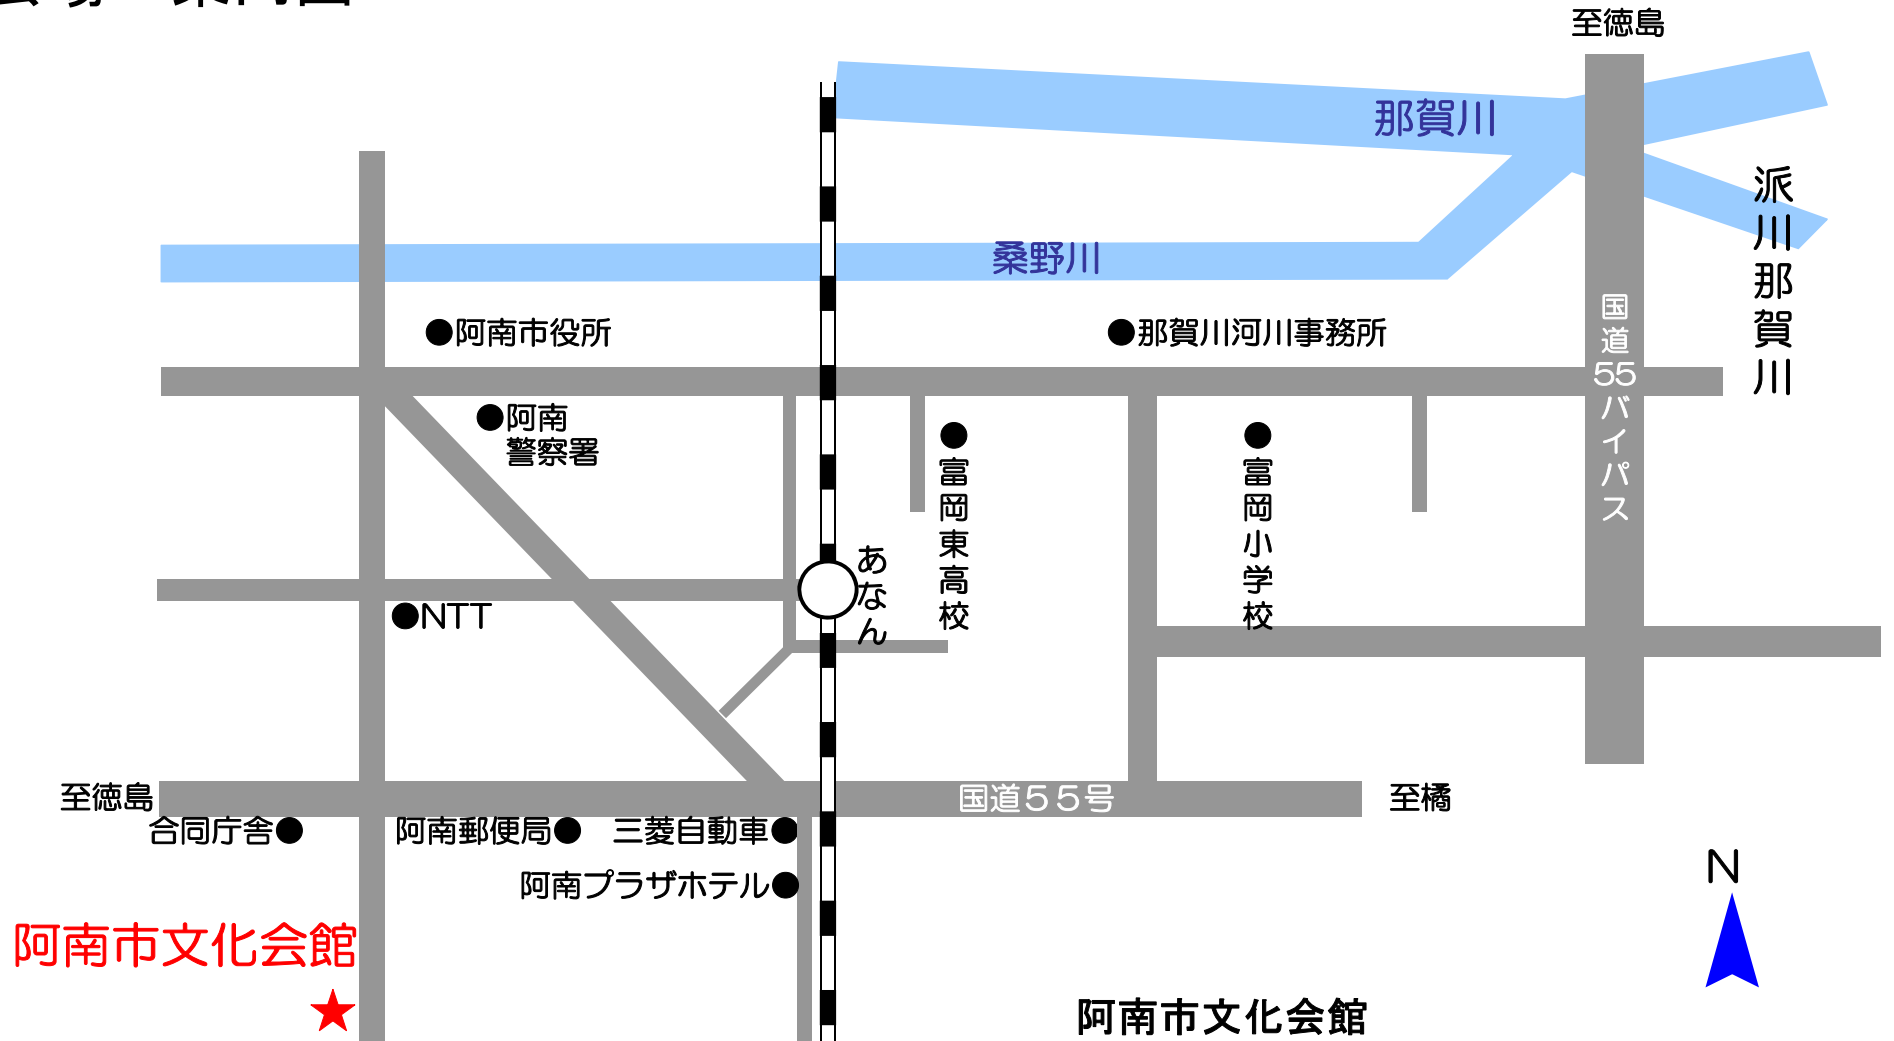 会場　案内図
至徳島
那賀川
派川那賀川
桑野川
国道55バイパス
●阿南市役所
●那賀川河川事務所
●阿南
警察署
●富岡東高校
●富岡小学校
あなん
●NTT
至徳島
国道５５号
至橘
合同庁舎●
阿南郵便局●
三菱自動車●
阿南プラザホテル●
N
阿南市文化会館
★
阿南市文化会館